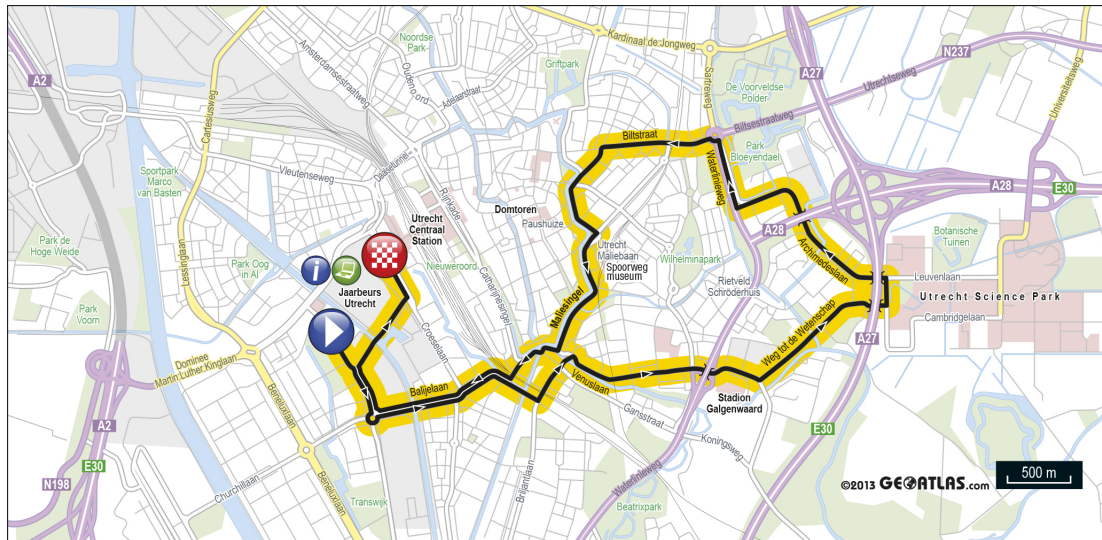 Kardinaal de Jongweg
Noordse
Park
Griftpark
A2
Amsterdamsestraatweg
Oudenoord
Adelaarstraat
Sartreweg
A27
N237
Utrechtseweg
Universiteitsweg
De Voorveldse
Polder
Cartesiusweg
Biltstraat
Biltsestraatweg
Park
Bloeyendael
Daalsetunnel
Vleutenseweg
Sportpark
Marco
van Basten
Waterlinieweg
A28
E30
Rijnkade
Domtoren
Paushuize
Utrecht
Centraal
Station
Park de
Hoge Weide
Lessinglaan
Park Oog
in Al
Nieuweroord
Catharijnesingel
Utrecht
Maliebaan
Spoorweg
museum
Wilhelminapark
A28
Archimedeslaan
Botanische
Tuinen
i
Jaarbeurs
Utrecht
Rietveld
Schröderhuis
Leuvenlaan
Utrecht Science Park
Cambridgelaan
Park
Voorn
Croeselaan
Maliesingel
Weg tot de Wetenschap
A27
Dominee
Martin Luther Kinglaan
Beneluxlaan
Balijelaan
Venuslaan
Stadion
Galgenwaard
Gansstraat
Koningsweg
E30
A2
E30
N198
Churchilllaan
Beneluxlaan
Transwijk
Briljantlaan
Waterlinieweg
Beatrixpark
©2013 GEOATLAS.com
500 m